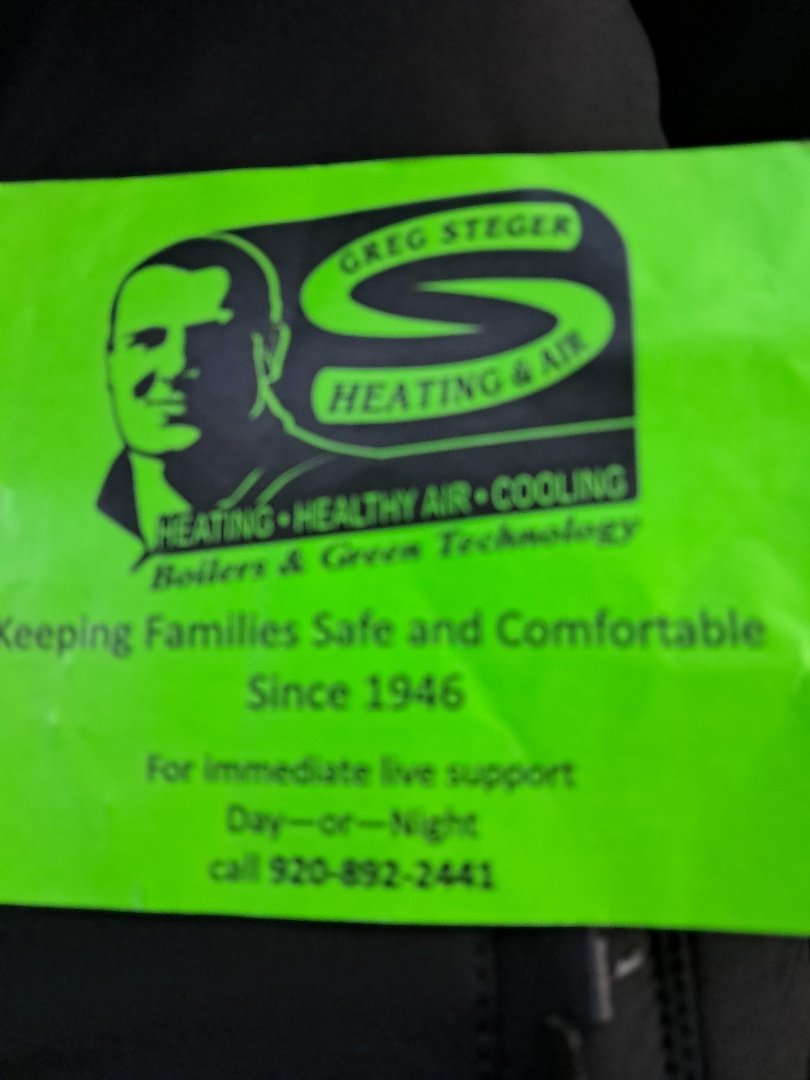 GREG STEGER
HEATING & AIR
HEATING • HEALTHY AIR • COOLING
Boilers & Green Technology
Keeping Families Safe and Comfortable
Since 1946
For immediate live support
Day—or—Night
call 920-892-2441